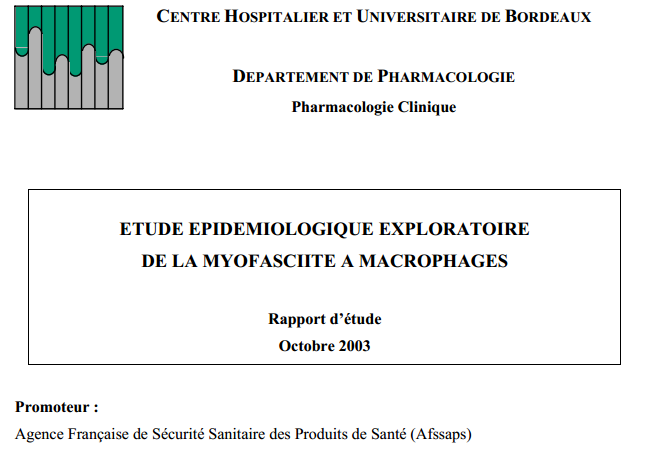 CENTRE HOSPITALIER ET UNIVERSITAIRE DE BORDEAUX
DEPARTEMENT DE PHARMACOLOGIE
Pharmacologie Clinique
ETUDE EPIDEMIOLOGIQUE EXPLORATOIRE
DE LA MYOFASCIITE A MACROPHAGES
Rapport d’étude
Octobre 2003
Promoteur :
Agence Française de Sécurité Sanitaire des Produits de Santé (Afssaps)